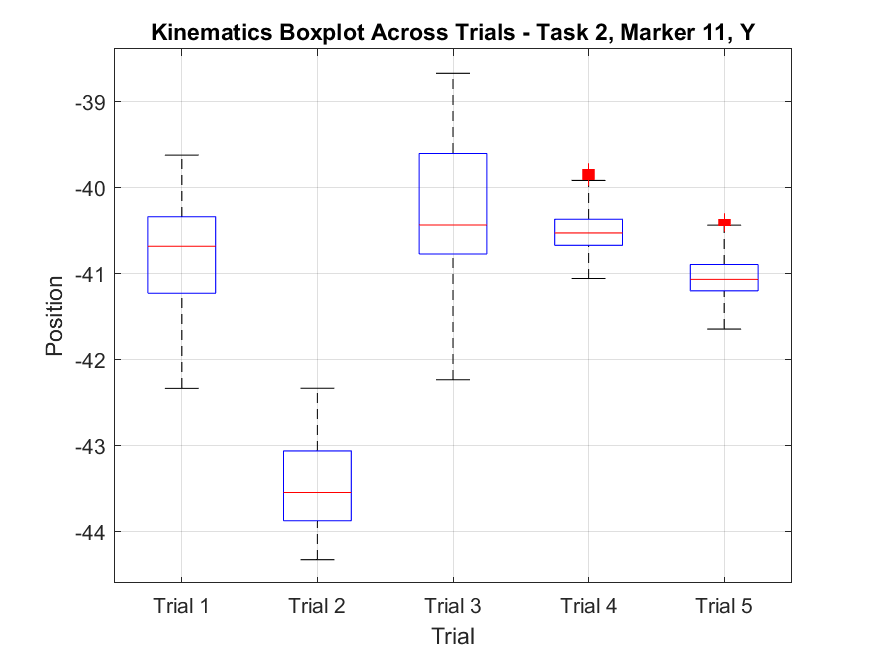 Kinematics Boxplot Across Trials - Task 2, Marker 11, Y
-39
-40
-41
-42
-43
-44
Position
Trial 1 Trial 2 Trial 3 Trial 4 Trial 5
Trial